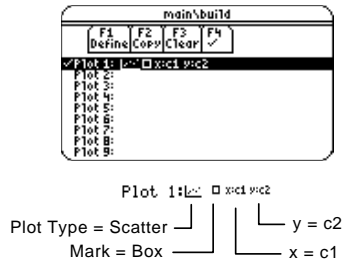 main\build
F1 F2 F3 F4
Define Copy Clear ✓
✓Plot 1: □ x:c1 y:c2
Plot 2:
Plot 3:
Plot 4:
Plot 5:
Plot 6:
Plot 7:
Plot 8:
Plot 9:
Plot 1: □ x:c1 y:c2
Plot Type = Scatter
y = c2
Mark = Box
x = c1